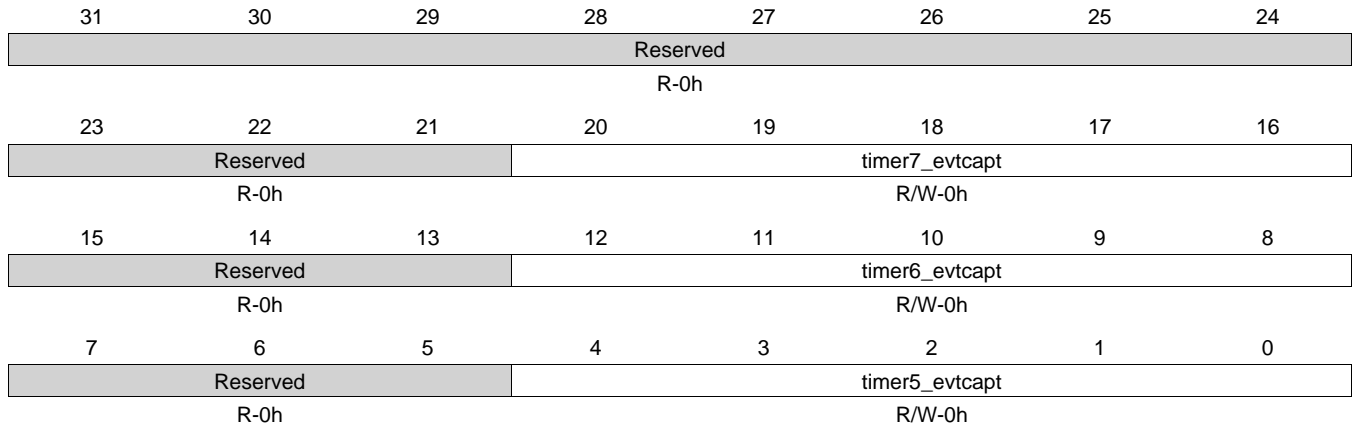 31 30 29 28 27 26 25 24
Reserved
R-0h
23 22 21 20 19 18 17 16
Reserved timer7_evtcapt
R-0h R/W-0h
15 14 13 12 11 10 9 8
Reserved timer6_evtcapt
R-0h R/W-0h
7 6 5 4 3 2 1 0
Reserved timer5_evtcapt
R-0h R/W-0h